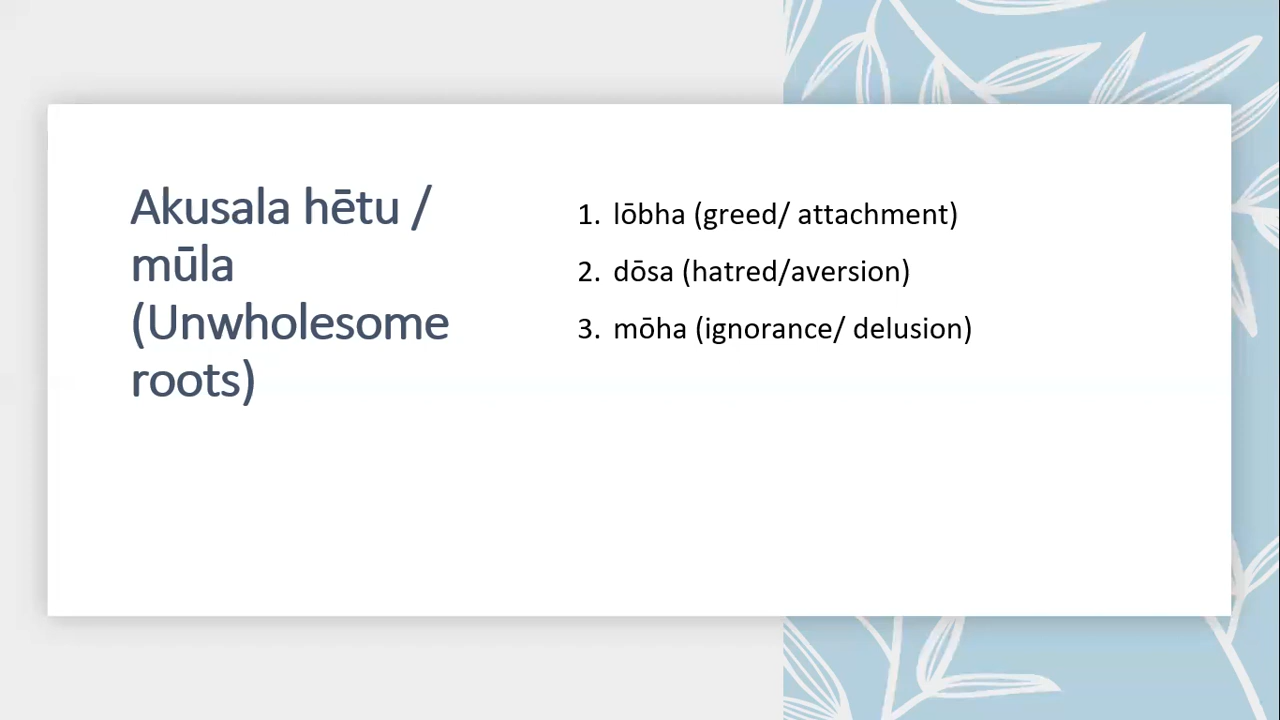 Akusala hētu /
mūla
(Unwholesome
roots)
1. lōbha (greed/ attachment)
2. dōsa (hatred/aversion)
3. mōha (ignorance/ delusion)